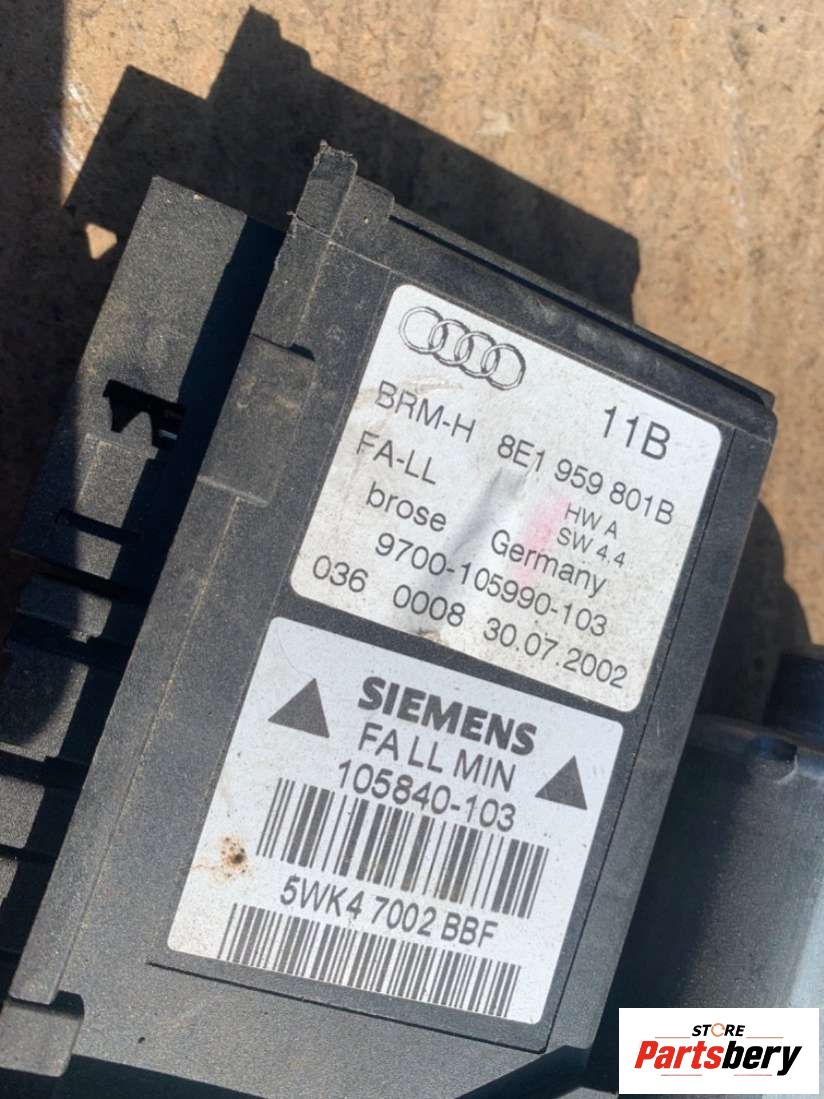 11B
BRM-H 8E1 959 801B
FA-LL HW A
SW 4.4
brose Germany
9700-105990-103
036 0008 30.07.2002
SIEMENS
FA LL MIN
105840-103
5WK4 7002 BBF
STORE
Partsbery